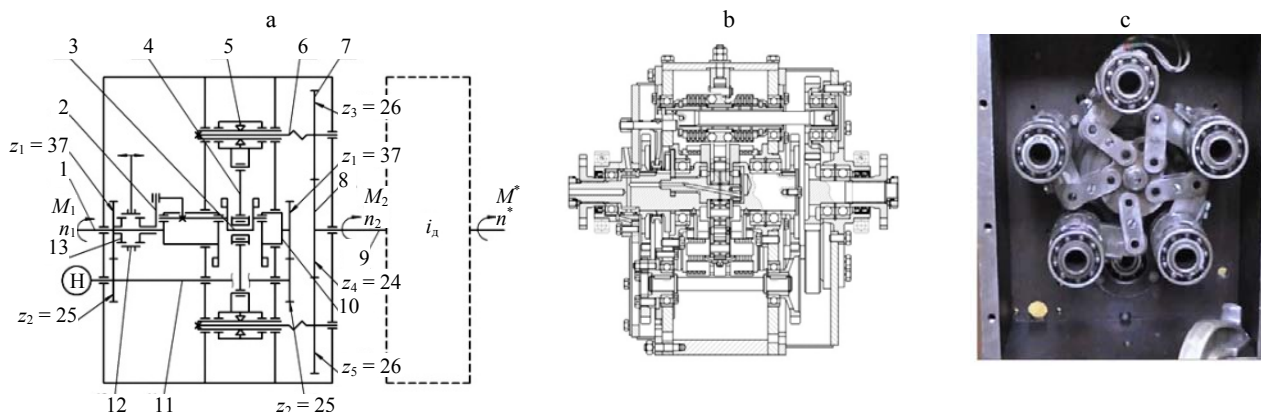 a
b
c
3
4
5
6
7
2
z3 = 26
z1 = 37
z1 = 37
1
8
M1
M2
M*
n1
n2
iд
n*
13
9
H
z4 = 24
10
z2 = 25
z5 = 26
12
11
z2 = 25